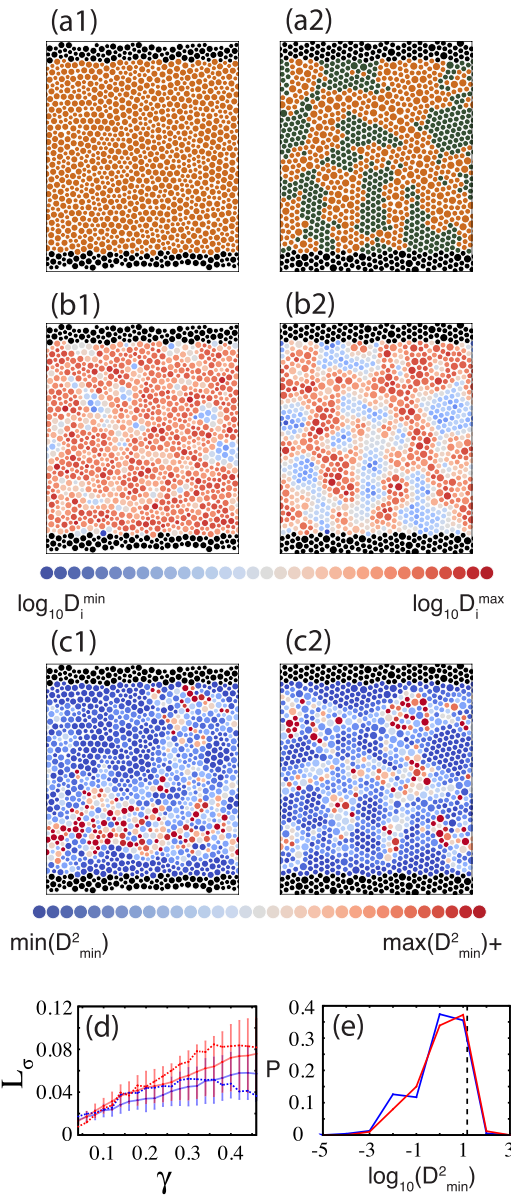 (a1) (a2)
(b1) (b2)
log₁₀Dᵢᵐⁱⁿ log₁₀Dᵢᵐᵃˣ
(c1) (c2)
min(D²ₘᵢₙ) max(D²ₘᵢₙ)+
(d) (e)
0.12
0.08
0.04
0
L_σ
0.1 0.2 0.3 0.4
γ
0.4
0.3
0.2
0.1
0
P
-5 -3 -1 1 3
log₁₀(D²ₘᵢₙ)